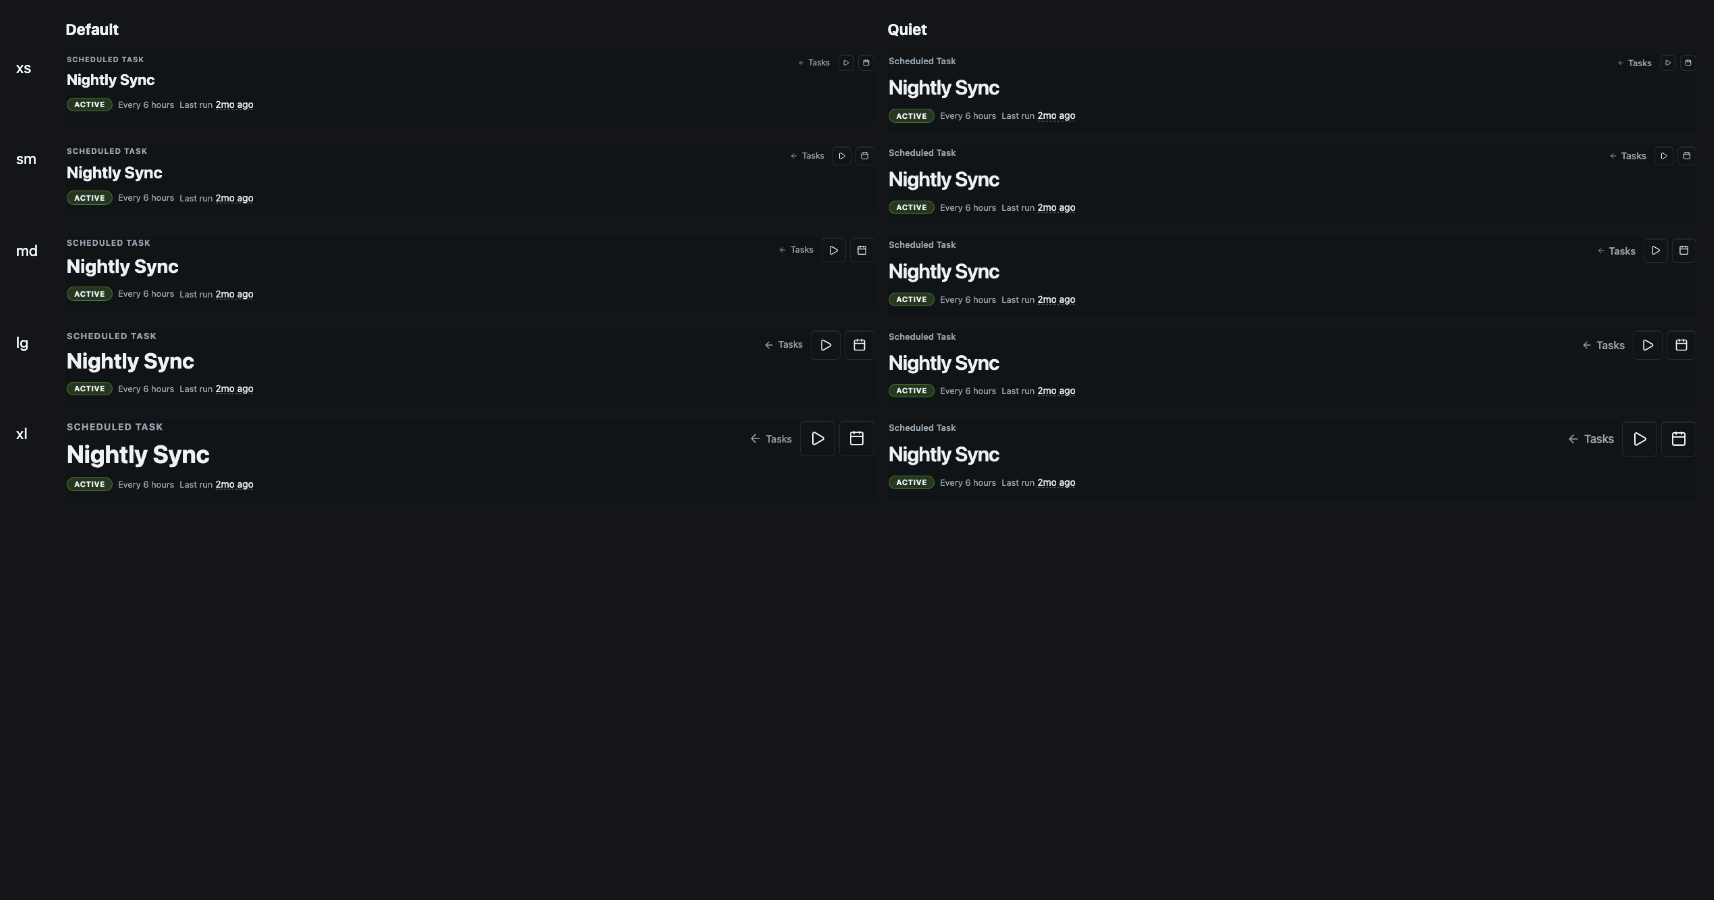 Default
Quiet
xs
SCHEDULED TASK
Nightly Sync
ACTIVE Every 6 hours Last run 2mo ago
← Tasks
Scheduled Task
Nightly Sync
ACTIVE Every 6 hours Last run 2mo ago
← Tasks
sm
SCHEDULED TASK
Nightly Sync
ACTIVE Every 6 hours Last run 2mo ago
← Tasks
Scheduled Task
Nightly Sync
ACTIVE Every 6 hours Last run 2mo ago
← Tasks
md
SCHEDULED TASK
Nightly Sync
ACTIVE Every 6 hours Last run 2mo ago
← Tasks
Scheduled Task
Nightly Sync
ACTIVE Every 6 hours Last run 2mo ago
← Tasks
lg
SCHEDULED TASK
Nightly Sync
ACTIVE Every 6 hours Last run 2mo ago
← Tasks
Scheduled Task
Nightly Sync
ACTIVE Every 6 hours Last run 2mo ago
← Tasks
xl
SCHEDULED TASK
Nightly Sync
ACTIVE Every 6 hours Last run 2mo ago
← Tasks
Scheduled Task
Nightly Sync
ACTIVE Every 6 hours Last run 2mo ago
← Tasks